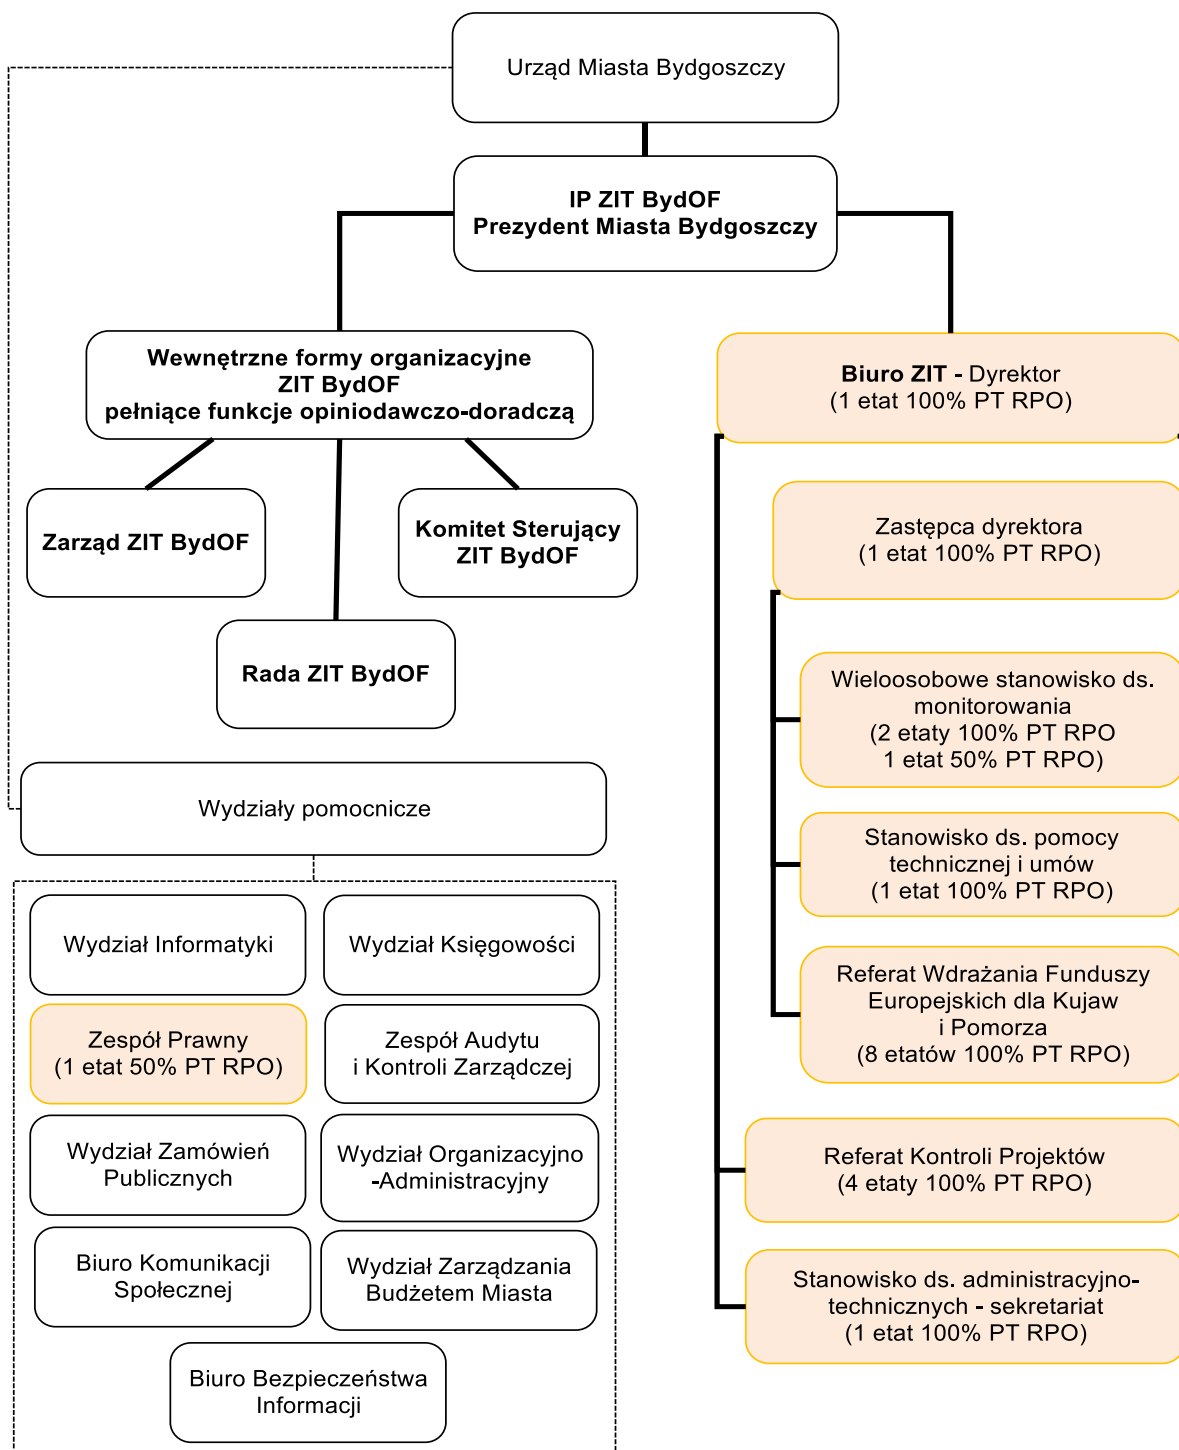 Urząd Miasta Bydgoszczy
IP ZIT BydOF
Prezydent Miasta Bydgoszczy
Wewnętrzne formy organizacyjne
ZIT BydOF
pełniące funkcje opiniodawczo-doradczą
Zarząd ZIT BydOF
Komitet Sterujący
ZIT BydOF
Rada ZIT BydOF
Biuro ZIT - Dyrektor
(1 etat 100% PT RPO)
Zastępca dyrektora
(1 etat 100% PT RPO)
Wieloosobowe stanowisko ds.
monitorowania
(2 etaty 100% PT RPO
1 etat 50% PT RPO)
Stanowisko ds. pomocy
technicznej i umów
(1 etat 100% PT RPO)
Referat Wdrażania Funduszy
Europejskich dla Kujaw
i Pomorza
(8 etatów 100% PT RPO)
Referat Kontroli Projektów
(4 etaty 100% PT RPO)
Stanowisko ds. administracyjno-
technicznych - sekretariat
(1 etat 100% PT RPO)
Wydziały pomocnicze
Wydział Informatyki
Wydział Księgowości
Zespół Prawny
(1 etat 50% PT RPO)
Zespół Audytu
i Kontroli Zarządczej
Wydział Zamówień
Publicznych
Wydział Organizacyjno
-Administracyjny
Biuro Komunikacji
Społecznej
Wydział Zarządzania
Budżetem Miasta
Biuro Bezpieczeństwa
Informacji